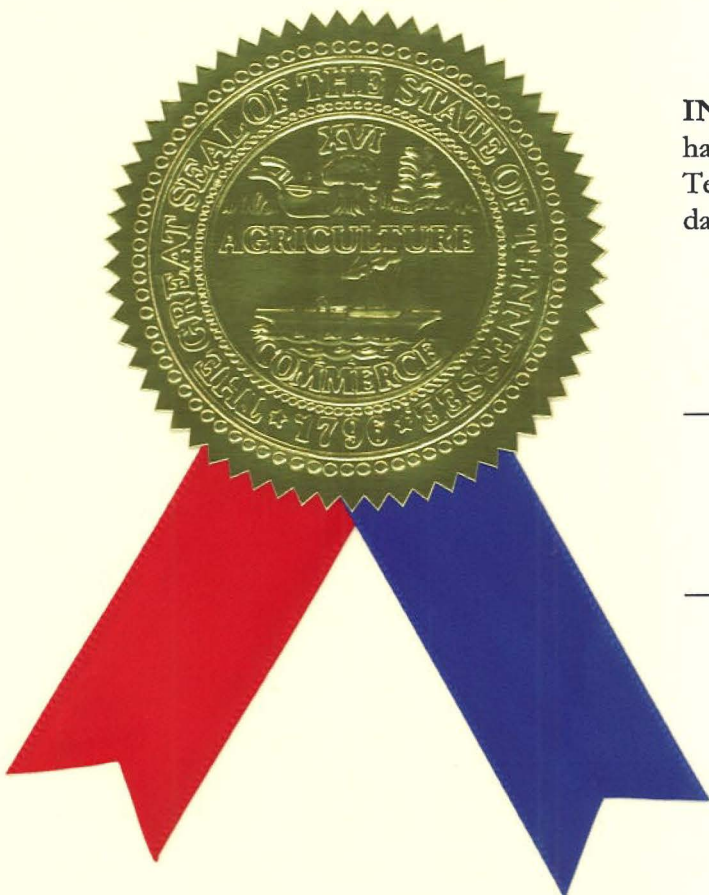 THE GREAT SEAL OF THE STATE OF TENNESSEE
XVI
AGRICULTURE
COMMERCE
1796
IN
ha
Te
da